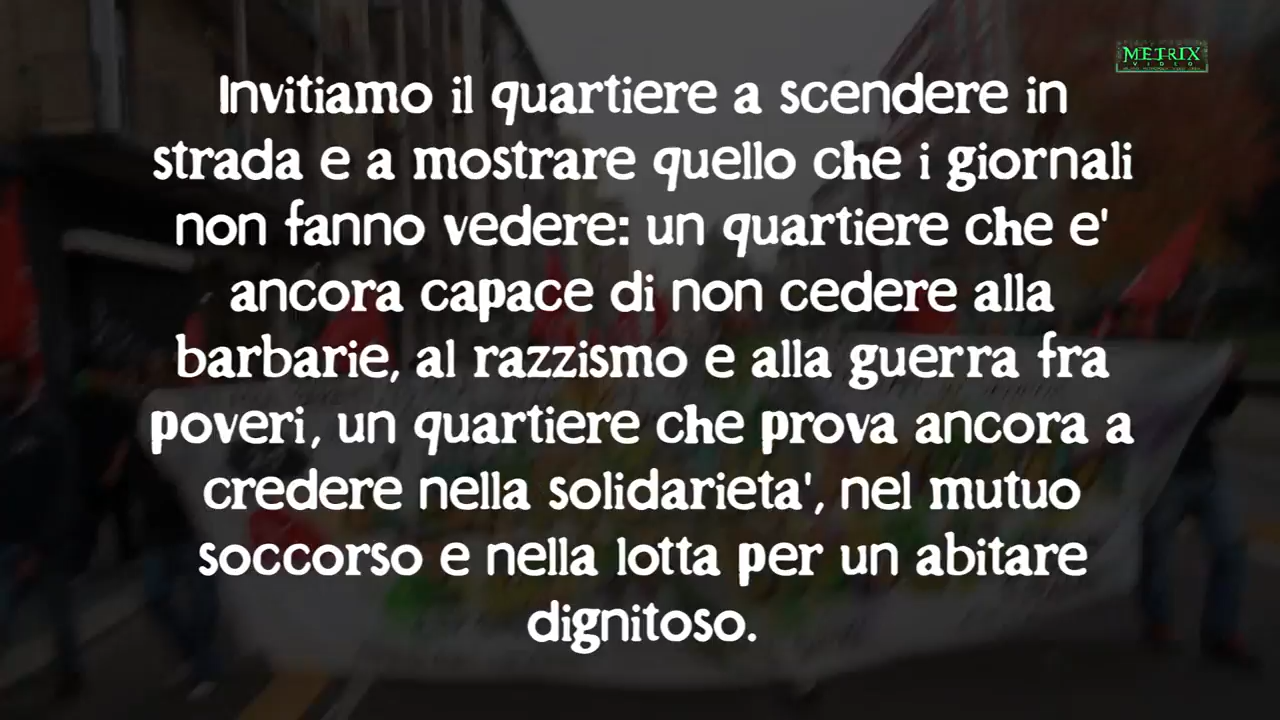 METRIX
VIDEO
Invitiamo il quartiere a scendere in
strada e a mostrare quello che i giornali
non fanno vedere: un quartiere che e'
ancora capace di non cedere alla
barbarie, al razzismo e alla guerra fra
poveri, un quartiere che prova ancora a
credere nella solidarieta', nel mutuo
soccorso e nella lotta per un abitare
dignitoso.